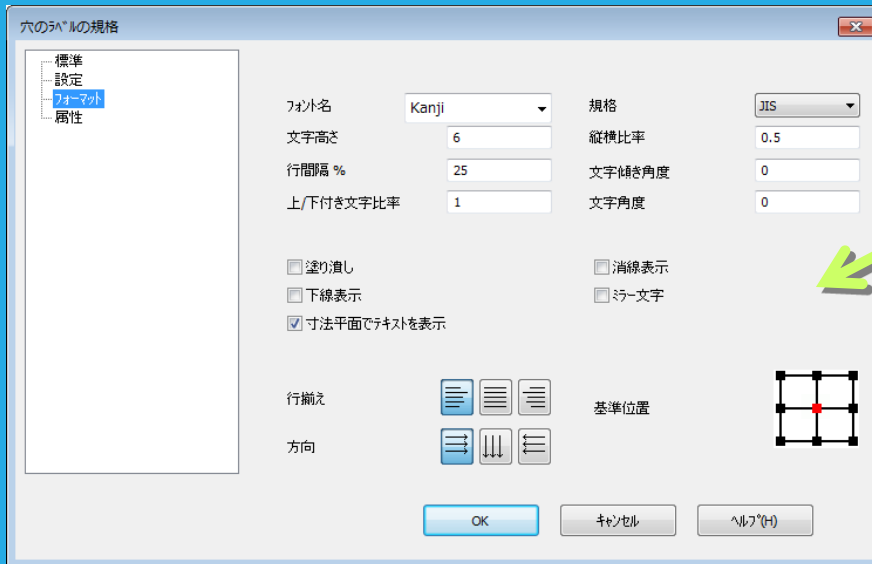 穴のﾗﾍﾞﾙの規格
標準
設定
ﾌｫｰﾏｯﾄ
属性
ﾌｫﾝﾄ名 Kanji 規格 JIS
文字高さ 6 縦横比率 0.5
行間隔 % 25 文字傾き角度 0
上/下付き文字比率 1 文字角度 0
塗り潰し 消線表示
下線表示 ﾐﾗｰ文字
寸法平面でﾃｷｽﾄを表示
行揃え 基準位置
方向
OK ｷｬﾝｾﾙ ﾍﾙﾌﾟ(H)